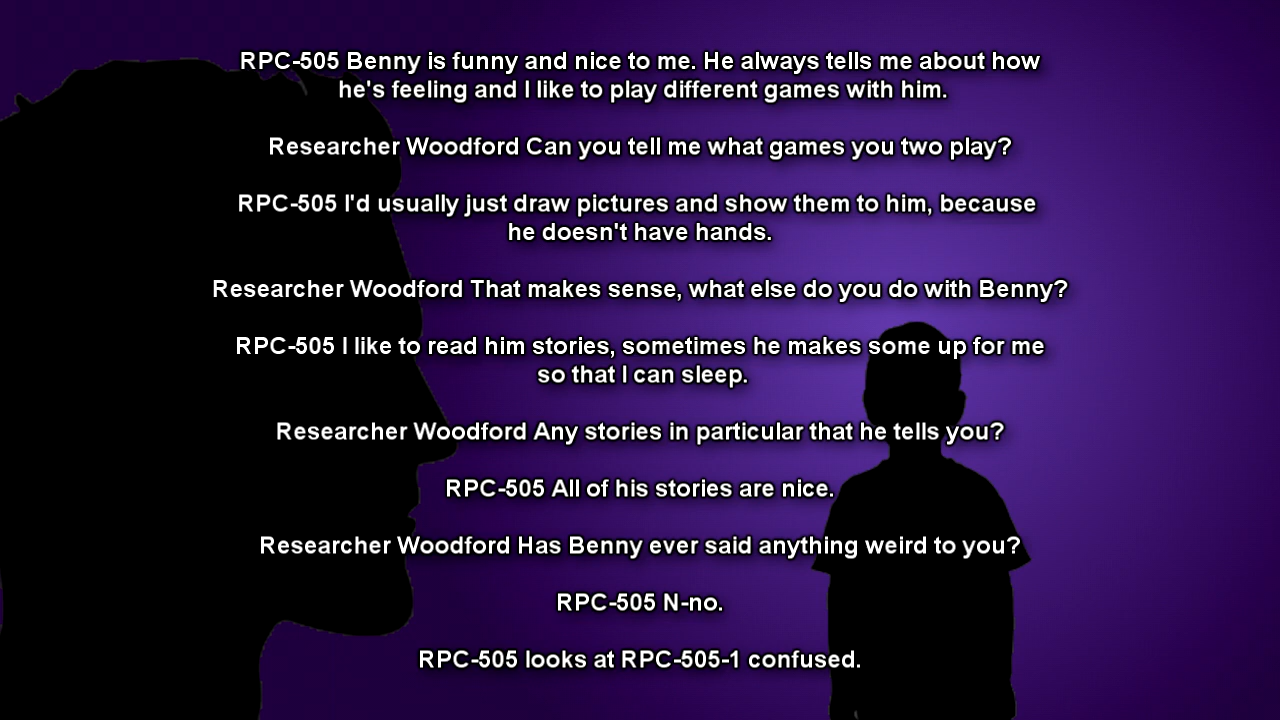 RPC-505 Benny is funny and nice to me. He always tells me about how
he's feeling and I like to play different games with him.
Researcher Woodford Can you tell me what games you two play?
RPC-505 I'd usually just draw pictures and show them to him, because
he doesn't have hands.
Researcher Woodford That makes sense, what else do you do with Benny?
RPC-505 I like to read him stories, sometimes he makes some up for me
so that I can sleep.
Researcher Woodford Any stories in particular that he tells you?
RPC-505 All of his stories are nice.
Researcher Woodford Has Benny ever said anything weird to you?
RPC-505 N-no.
RPC-505 looks at RPC-505-1 confused.